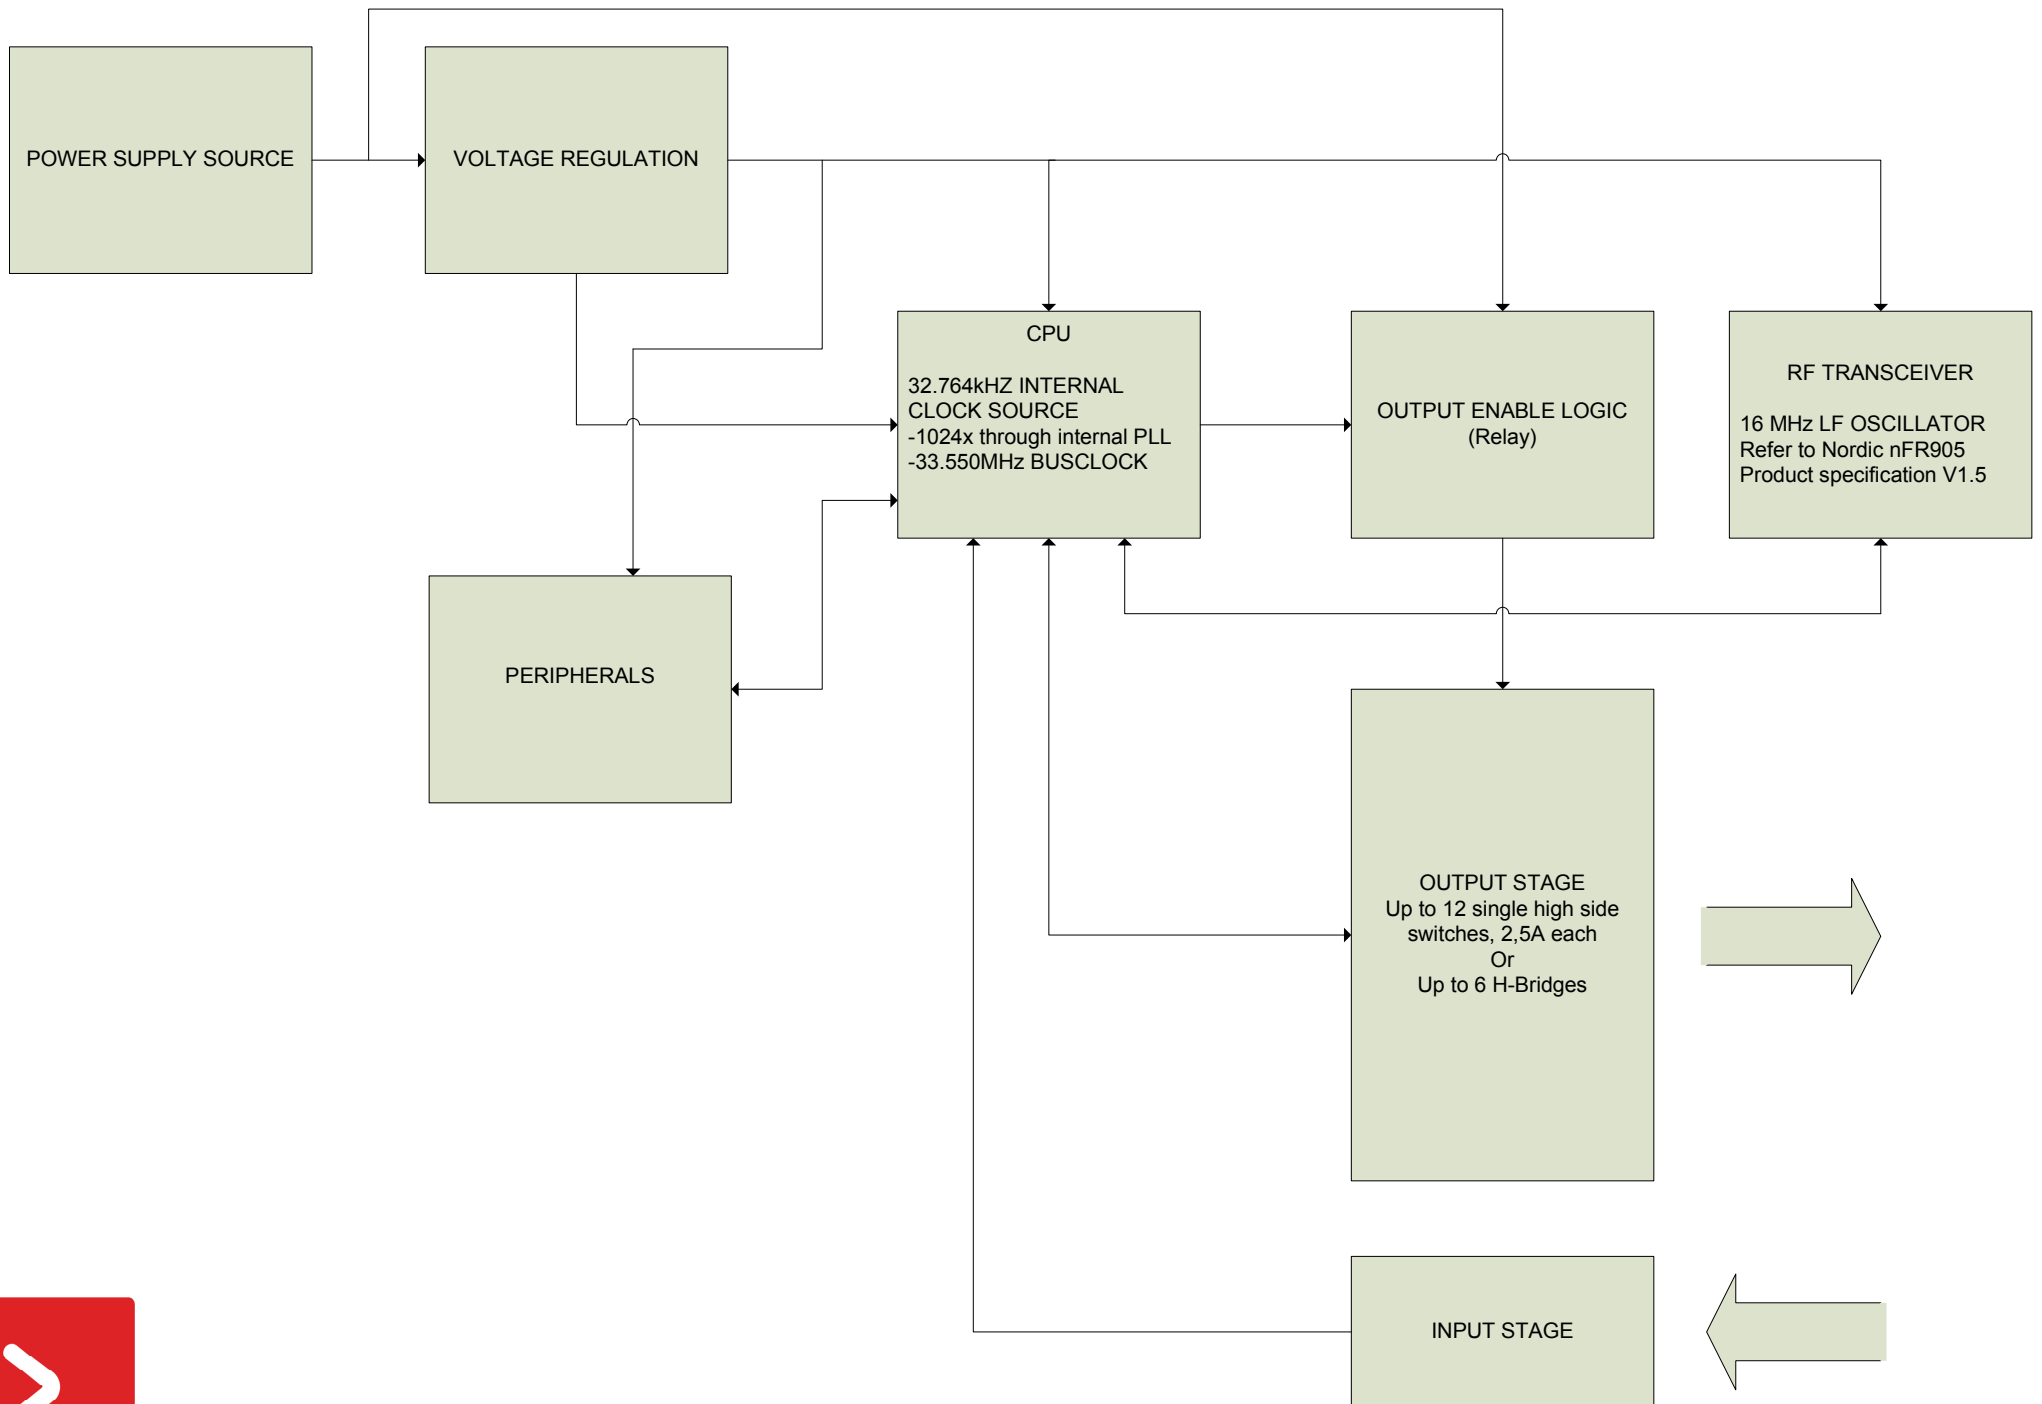 POWER SUPPLY SOURCE
VOLTAGE REGULATION
CPU
32.764kHZ INTERNAL
CLOCK SOURCE
-1024x through internal PLL
-33.550MHz BUSCLOCK
OUTPUT ENABLE LOGIC
(Relay)
RF TRANSCEIVER
16 MHz LF OSCILLATOR
Refer to Nordic nFR905
Product specification V1.5
PERIPHERALS
OUTPUT STAGE
Up to 12 single high side
switches, 2,5A each
Or
Up to 6 H-Bridges
INPUT STAGE